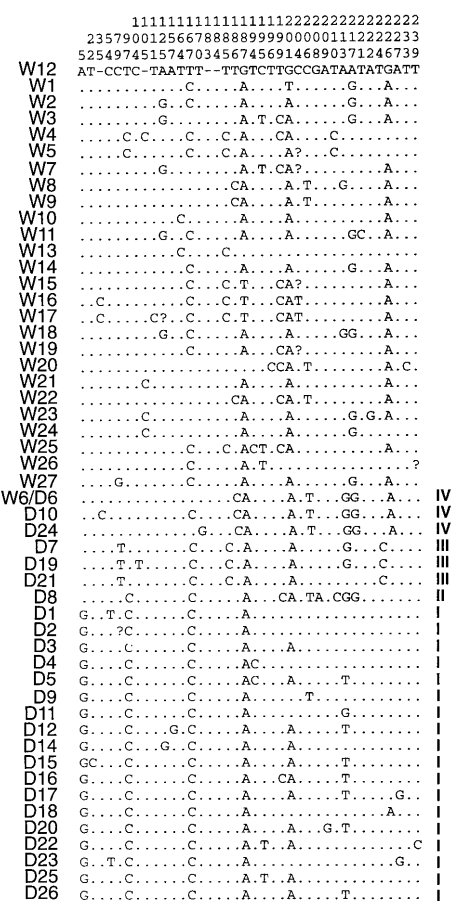 W12 AT-CCTC-TAATTT--TTGTCTTGCCGATAATATGATT
W1 ............C.....A....T......G...A...
W2 .........G..C.....A....A......G...A...
W3 .........G........A.T.CA......G...A...
W4 .....C.C....C...C.A...CA....C.........
W5 .....C......C...C.A....A?...C.........
W7 .........G........A.T.CA?.........A...
W8 .................CA....A.T...G....A...
W9 .................CA....A.T........A...
W10 ...........C......A....A..........A...
W11 .........G..C.....A....A......GC..A...
W13 ...........C....C.....................
W14 ............C.....A....A......G...A...
W15 ............C...C.T...CA?.........A...
W16 ..C.........C...C.T...CAT.........A...
W17 ..C.....C?..C...C.T...CAT.........A...
W18 .........G..C.....A....A.....GG...A...
W19 ............C.....A...CA?.........A...
W20 .....................CCA.T........A.C.
W21 .......C..........A....A..........A...
W22 .................CA...CA.T........A...
W23 .......C..........A....A......G.G.A...
W24 .......C..........A....A......G.......
W25 ............C...C.ACT.CA..........A...
W26 ............C.....A.T................?
W27 ....G.......C.....A....A......G...A...
W6/D6 .................CA....A.T...GG...A... IV
D10 ..C.........C....CA....A.T...GG...A... IV
D24 .............G...CA....A.T...GG...A... IV
D7 ....T.......C...C.A....A......G..C.... III
D19 ....T.T.....C...C.A....A......G..C.... III
D21 ....T.......C...C.A....A.........C.... III
D8 .....C......C.....A...CA.TA.CGG....... II
D1 G..T.C......C.....A................... I
D2 G...?C......C.....A................... I
D3 G....C......C.....A....A.............. I
D4 G....C......C.....AC.................. I
D5 G....C......C.....AC...A.....T........ I
D9 G....C......C.....A......T............ I
D11 G....C......C.....A..........G........ I
D12 G....C....G.C.....A....A.....T........ I
D14 G....C...G..C.....A....A.............. I
D15 GC...C......C.....A....A.....T........ I
D16 G....C......C.....A...CA.....T........ I
D17 G....C......C.....A....A.....T.....G.. I
D18 G....C......C.....A...............A... I
D20 G....C......C.....A....A...G.T........ I
D22 G....C......C.....A.T..A.............C I
D23 G..T.C......C.....A................G.. I
D25 G....C......C.....A.T..A.............. I
D26 G....C......C.....A....A.....T........ I